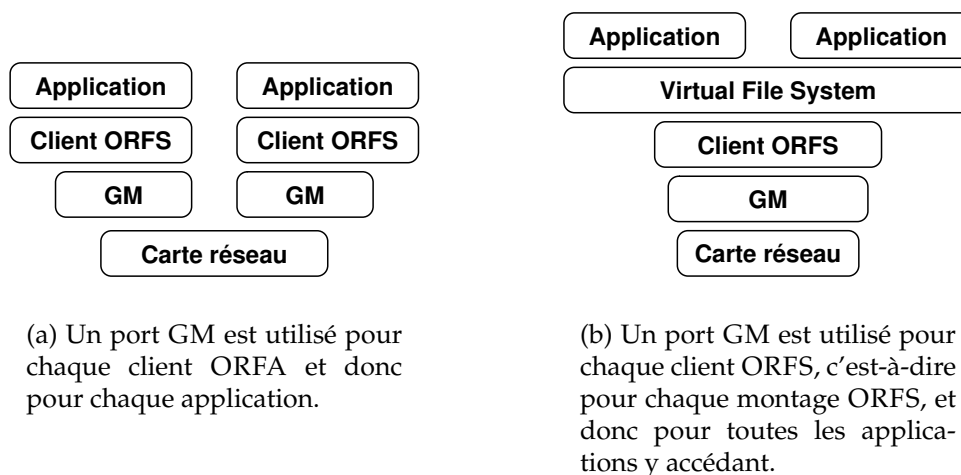 Application
Application
Client ORFS
Client ORFS
GM
GM
Carte réseau
(a) Un port GM est utilisé pour
chaque client ORFA et donc
pour chaque application.
Application
Application
Virtual File System
Client ORFS
GM
Carte réseau
(b) Un port GM est utilisé pour
chaque client ORFS, c'est-à-dire
pour chaque montage ORFS, et
donc pour toutes les applica-
tions y accédant.